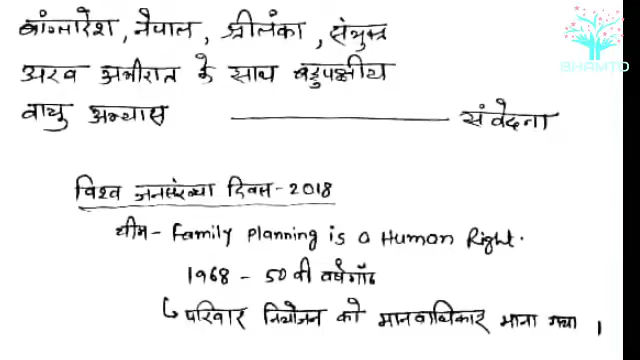 बांग्लादेश, नेपाल, श्रीलंका, संयुक्त
BHAMTO
अरब अमीरात के साथ बहुपक्षीय
वायु अभ्यास ——— संवेदना
विश्व जनसंख्या दिवस-2018
थीम- Family Planning is a Human Right.
1968 - 50 वी वर्षगाँठ
↳ परिवार नियोजन को मानवाधिकार माना गया ।